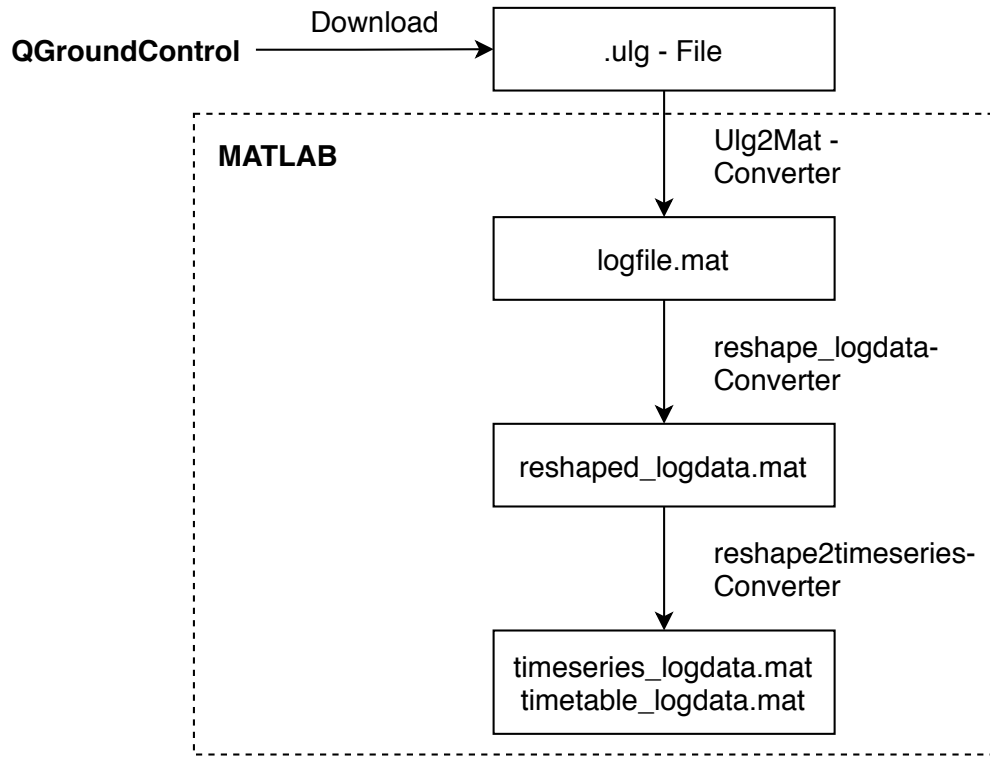 Download
QGroundControl
.ulg - File
MATLAB
Ulg2Mat -
Converter
logfile.mat
reshape_logdata-
Converter
reshaped_logdata.mat
reshape2timeseries-
Converter
timeseries_logdata.mat
timetable_logdata.mat